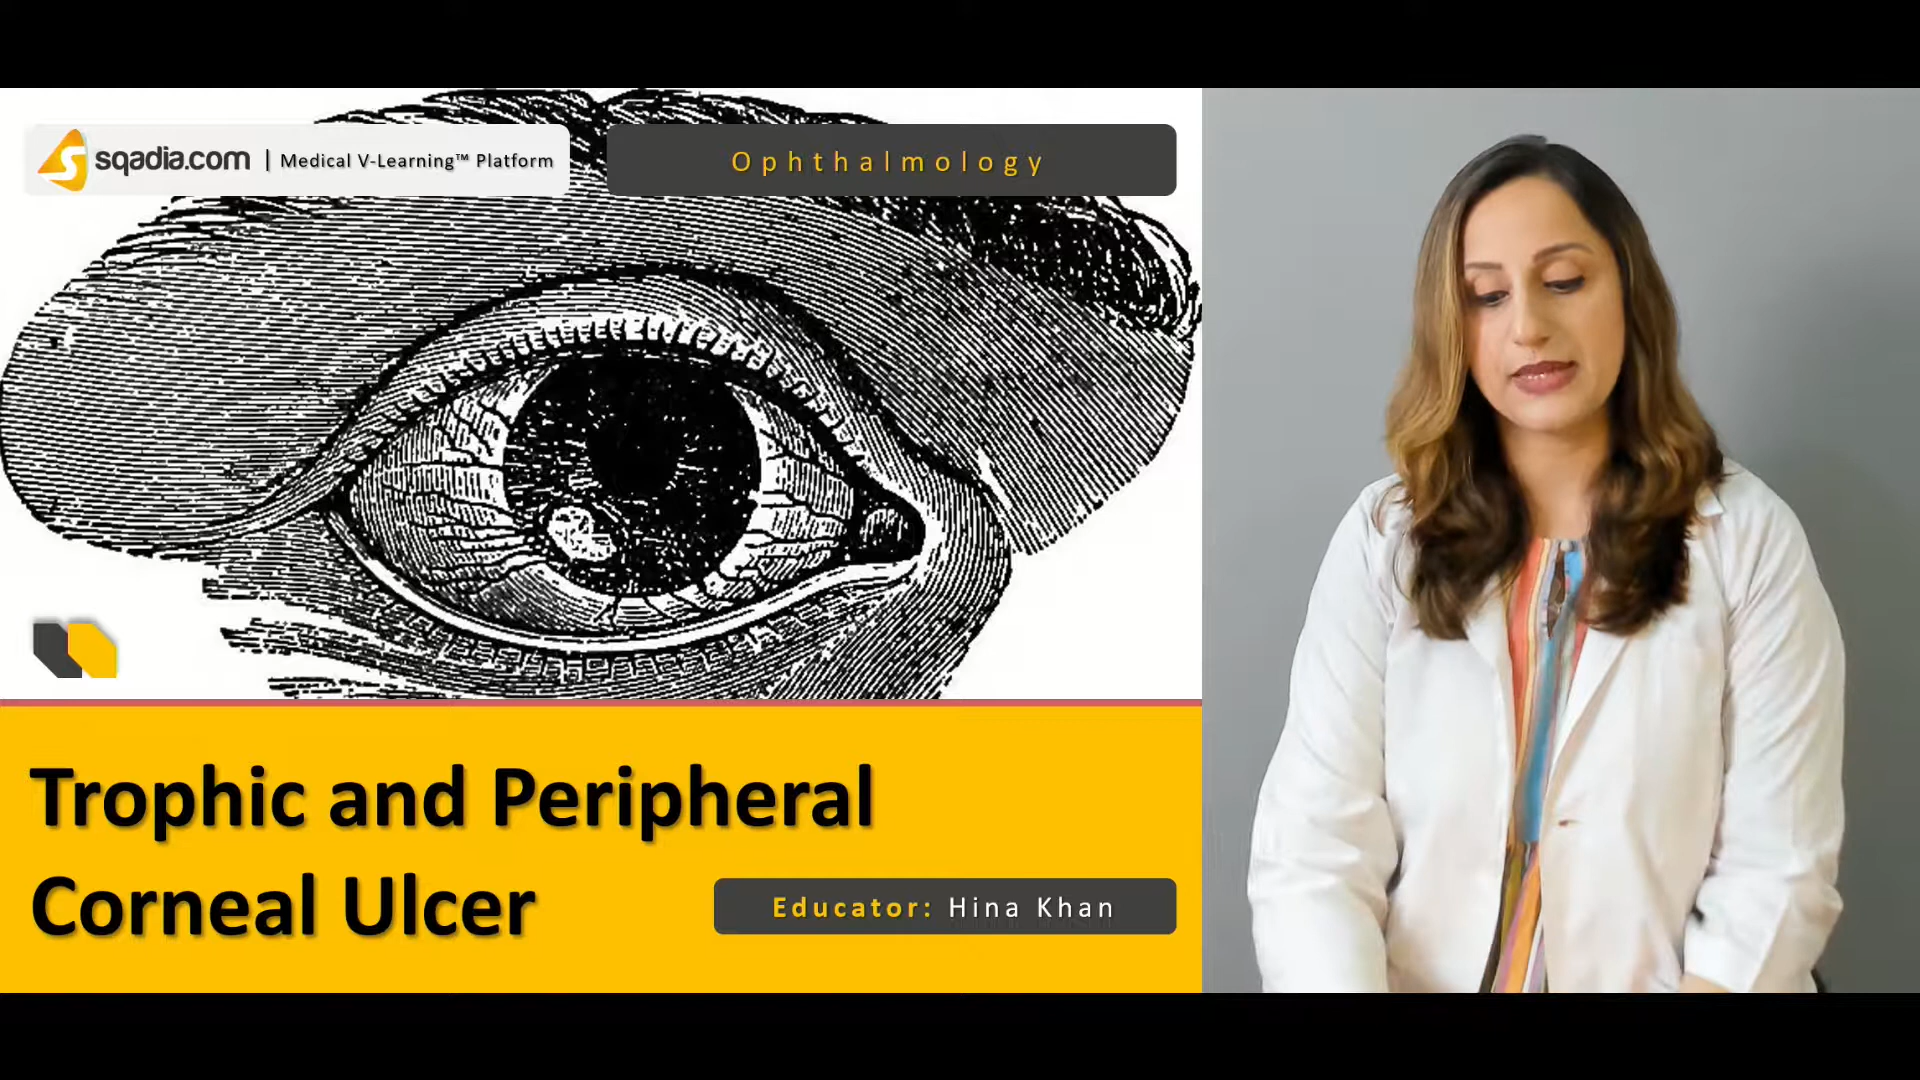 sqadia.com | Medical V-Learning™ Platform
Ophthalmology
Trophic and Peripheral
Corneal Ulcer
Educator: Hina Khan